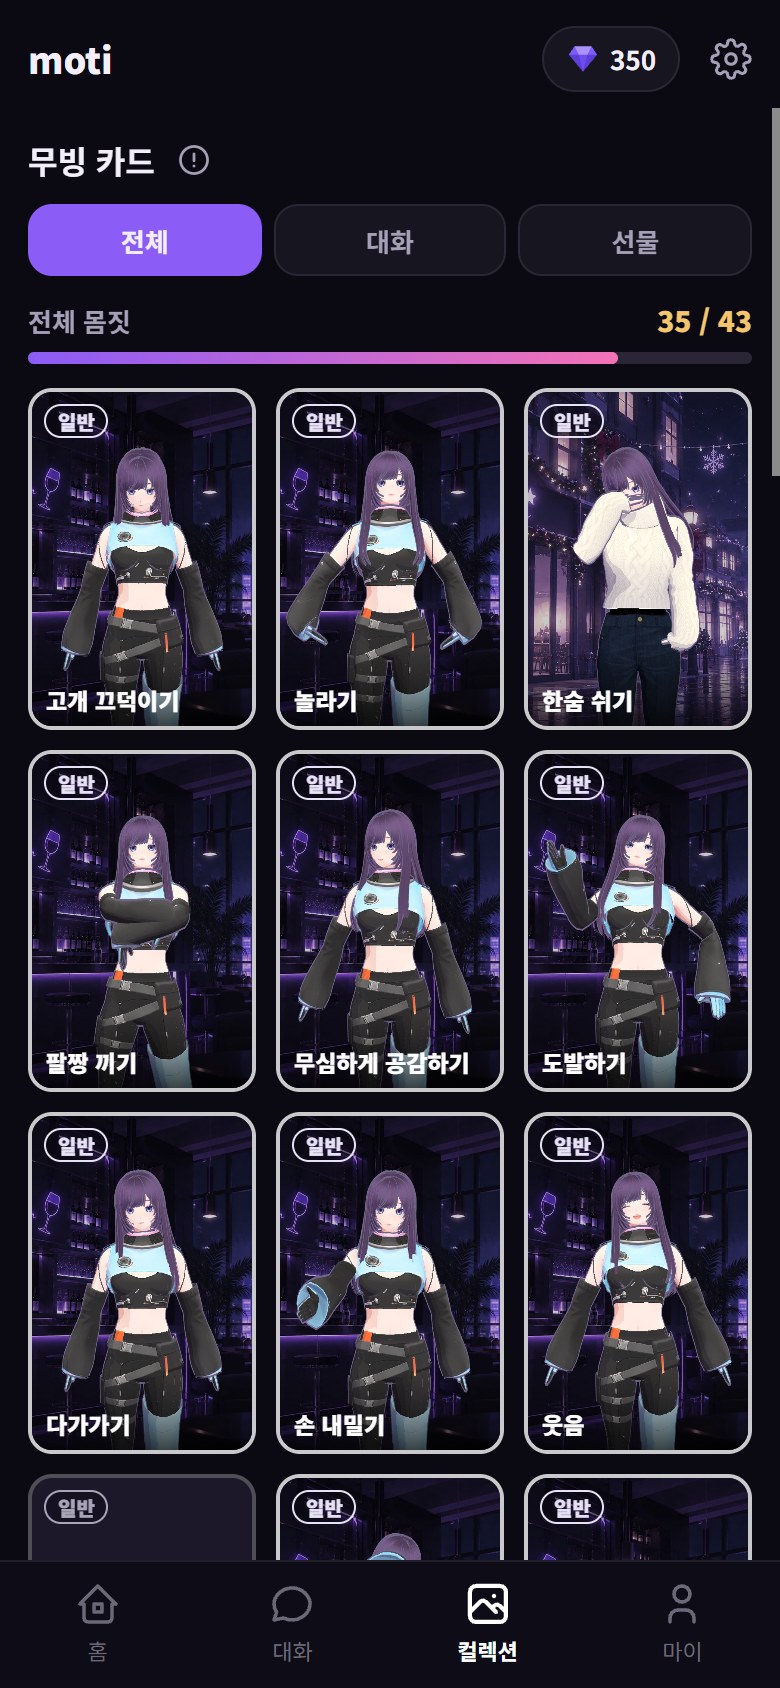 moti
350
무빙 카드
전체
대화
선물
전체 몸짓
35 / 43
일반
고개 끄덕이기
일반
놀라기
일반
한숨 쉬기
일반
팔짱 끼기
일반
무심하게 공감하기
일반
도발하기
일반
다가가기
일반
손 내밀기
일반
웃음
일반
일반
일반
홈
대화
컬렉션
마이